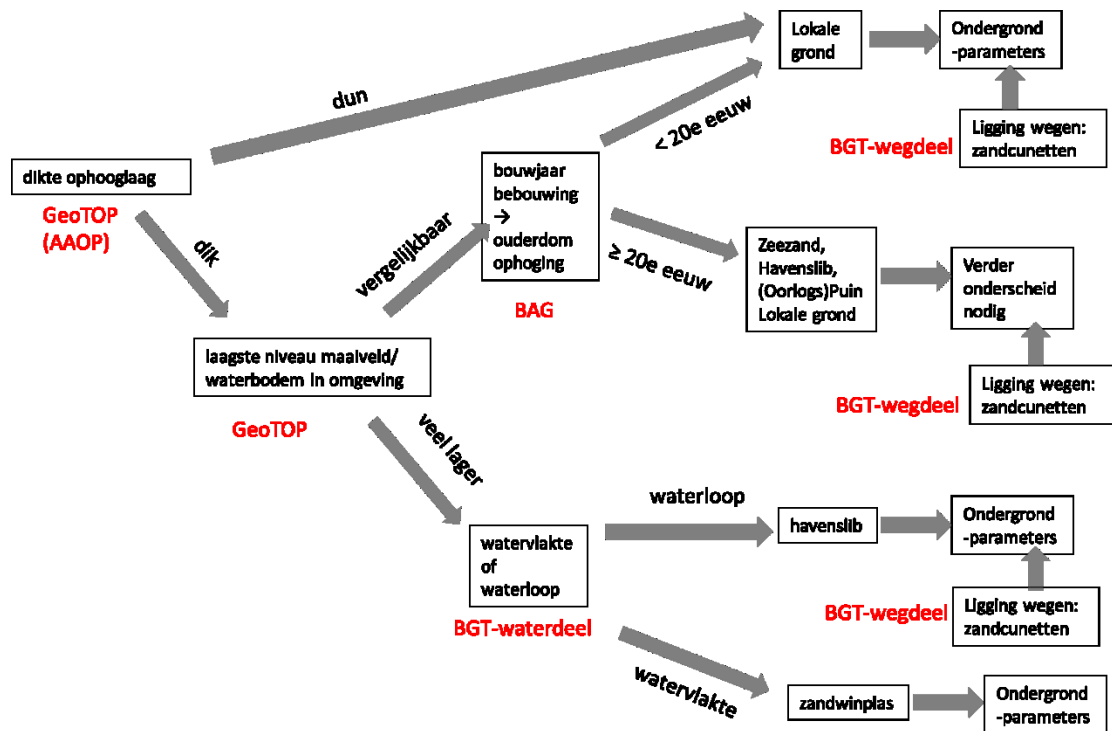 Lokale
grond
Ondergrond
-parameters
dun
< 20e eeuw
BGT-wegdeel
Ligging wegen:
zandcunetten
dikte ophooglaag
GeoTOP
(AAOP)
dik
vergelijkbaar
bouwjaar
bebouwing
→
ouderdom
ophoging
BAG
≥ 20e eeuw
Zeezand,
Havenslib,
(Oorlogs)Puin
Lokale grond
Verder
onderscheid
nodig
BGT-wegdeel
Ligging wegen:
zandcunetten
laagste niveau maaiveld/
waterbodem in omgeving
GeoTOP
veel lager
watervlakte
of
waterloop
BGT-waterdeel
waterloop
havenslib
Ondergrond
-parameters
BGT-wegdeel
Ligging wegen:
zandcunetten
watervlakte
zandwinplas
Ondergrond
-parameters